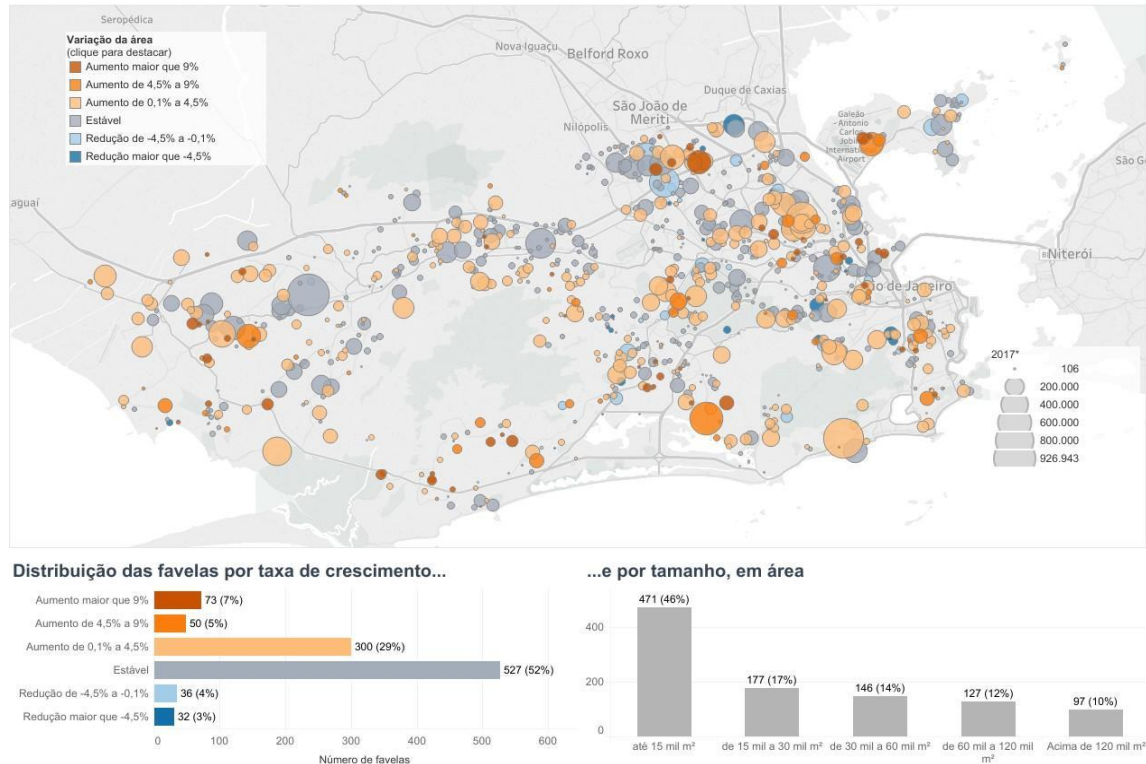 Seropédica
Variação da área
(clique para destacar)
Aumento maior que 9%
Aumento de 4,5% a 9%
Aumento de 0,1% a 4,5%
Estável
Redução de -4,5% a -0,1%
Redução maior que -4,5%
Nova Iguaçu
Belford Roxo
Duque de Caxias
São João de
Meriti
Nilópolis
Galeão
- Antonio
Carlos
Jobim
Internati
Airport
São Go
aguaí
Niterói
io de Janeiro
2017*
106
200.000
400.000
600.000
800.000
926.943
Distribuição das favelas por taxa de crescimento...
Aumento maior que 9%
73 (7%)
Aumento de 4,5% a 9%
50 (5%)
Aumento de 0,1% a 4,5%
300 (29%)
Estável
527 (52%)
Redução de -4,5% a -0,1%
36 (4%)
Redução maior que -4,5%
32 (3%)
0 100 200 300 400 500 600
Número de favelas
...e por tamanho, em área
400
200
0
471 (46%)
177 (17%)
146 (14%)
127 (12%)
97 (10%)
até 15 mil m²
de 15 mil a 30 mil m²
de 30 mil a 60 mil m²
de 60 mil a 120 mil
m²
Acima de 120 mil m²